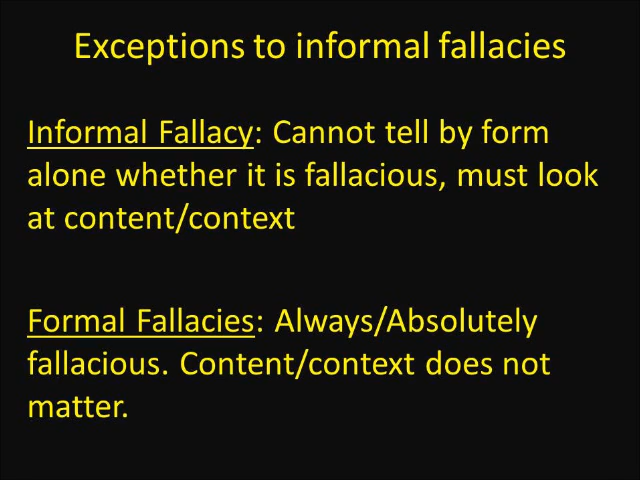 Exceptions to informal fallacies
Informal Fallacy: Cannot tell by form
alone whether it is fallacious, must look
at content/context
Formal Fallacies: Always/Absolutely
fallacious. Content/context does not
matter.